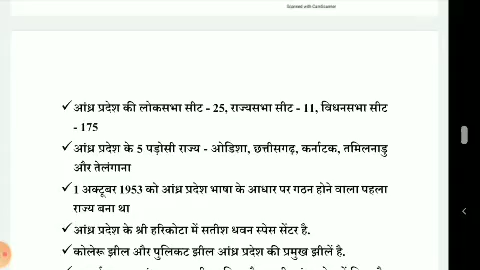 Scanned with CamScanner
✓आंध्र प्रदेश की लोकसभा सीट - 25, राज्यसभा सीट - 11, विधनसभा सीट
- 175
✓आंध्र प्रदेश के 5 पड़ोसी राज्य - ओडिशा, छत्तीसगढ़, कर्नाटक, तमिलनाडु
और तेलंगाना
✓1 अक्टूबर 1953 को आंध्र प्रदेश भाषा के आधार पर गठन होने वाला पहला
राज्य बना था
✓आंध्र प्रदेश के श्री हरिकोटा में सतीश धवन स्पेस सेंटर है.
✓कोलेरू झील और पुलिकट झील आंध्र प्रदेश की प्रमुख झीलें है.